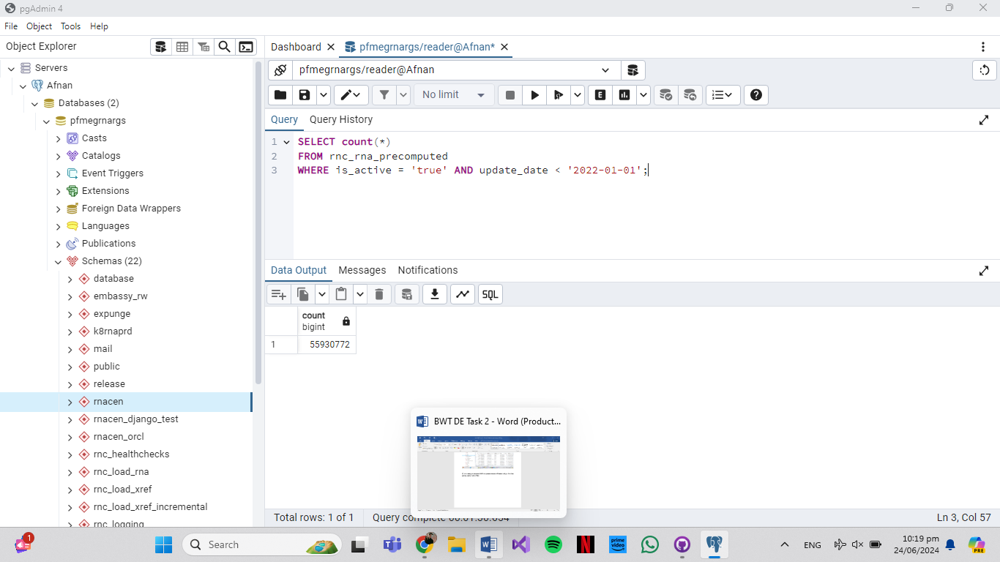 pgAdmin 4
File Object Tools Help
Object Explorer
Servers
Afnan
Databases (2)
pfmegrnargs
Casts
Catalogs
Event Triggers
Extensions
Foreign Data Wrappers
Languages
Publications
Schemas (22)
database
embassy_rw
expunge
k8rnaprd
mail
public
release
rnacen
rnacen_django_test
rnacen_orcl
rnc_healthchecks
rnc_load_rna
rnc_load_xref
rnc_load_xref_incremental
rnc_logging
Dashboard
pfmegrnargs/reader@Afnan*
pfmegrnargs/reader@Afnan
No limit
E
Query Query History
1 SELECT count(*)
2 FROM rnc_rna_precomputed
3 WHERE is_active = 'true' AND update_date < '2022-01-01';
Data Output Messages Notifications
SQL
count
bigint
1 55930772
BWT DE Task 2 - Word (Product...
Total rows: 1 of 1 Query complete Ln 3, Col 57
1
Search
prime video
ENG
10:19 pm
24/06/2024
PRE